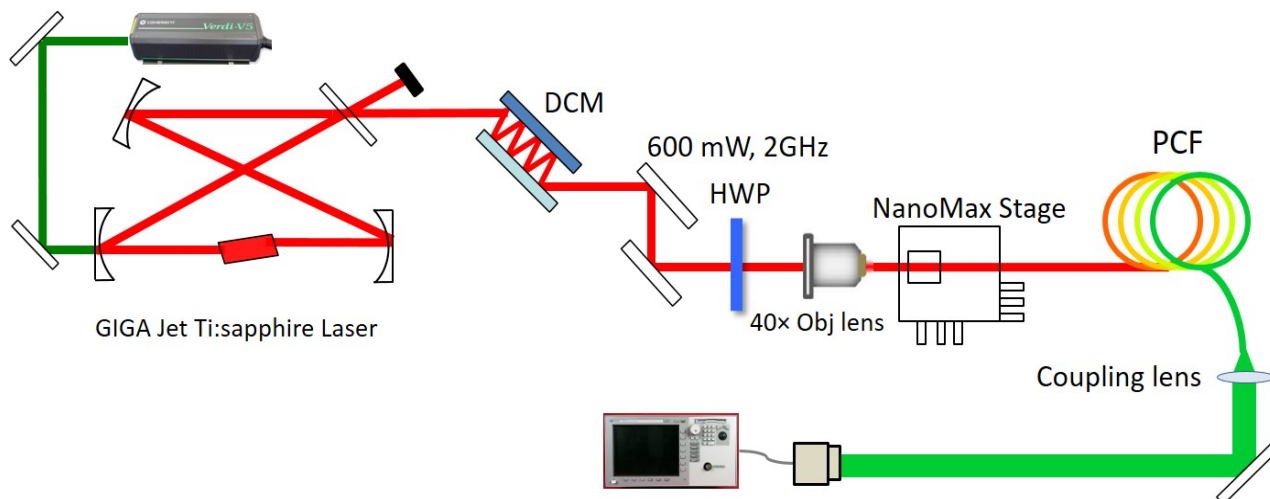 COHERENT
Verdi-V5
DCM
600 mW, 2GHz
HWP
PCF
NanoMax Stage
GIGA Jet Ti:sapphire Laser
40× Obj lens
Coupling lens